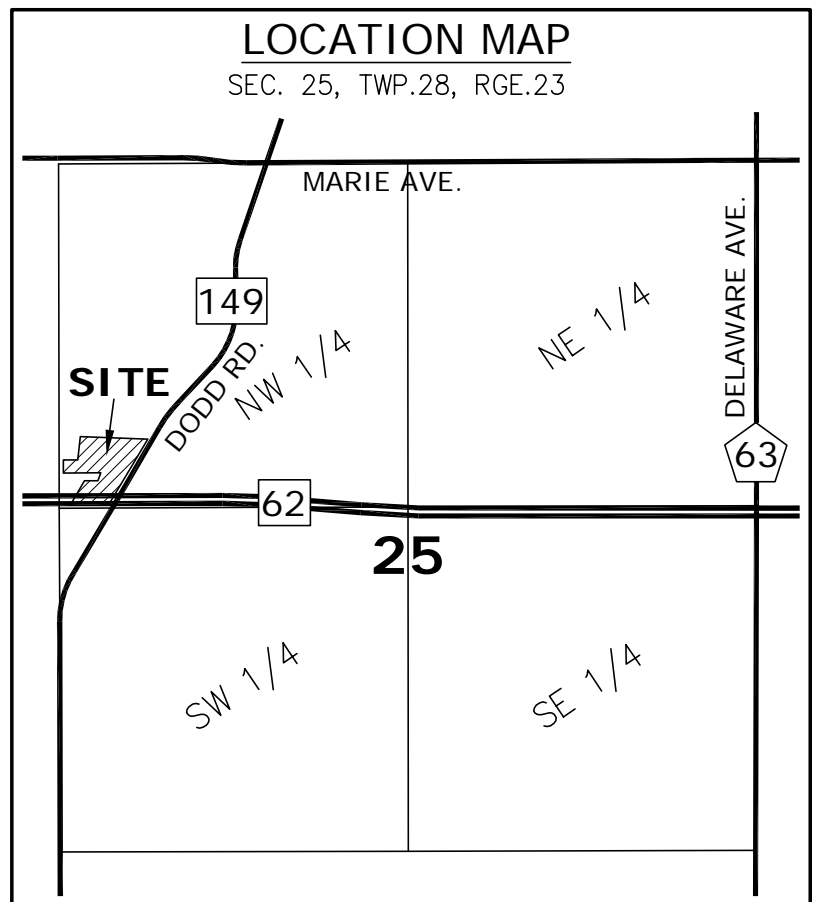 LOCATION MAP
SEC. 25, TWP.28, RGE.23
MARIE AVE.
DELAWARE AVE.
149
NE 1/4
NW 1/4
DODD RD.
SITE
63
62
25
SW 1/4
SE 1/4